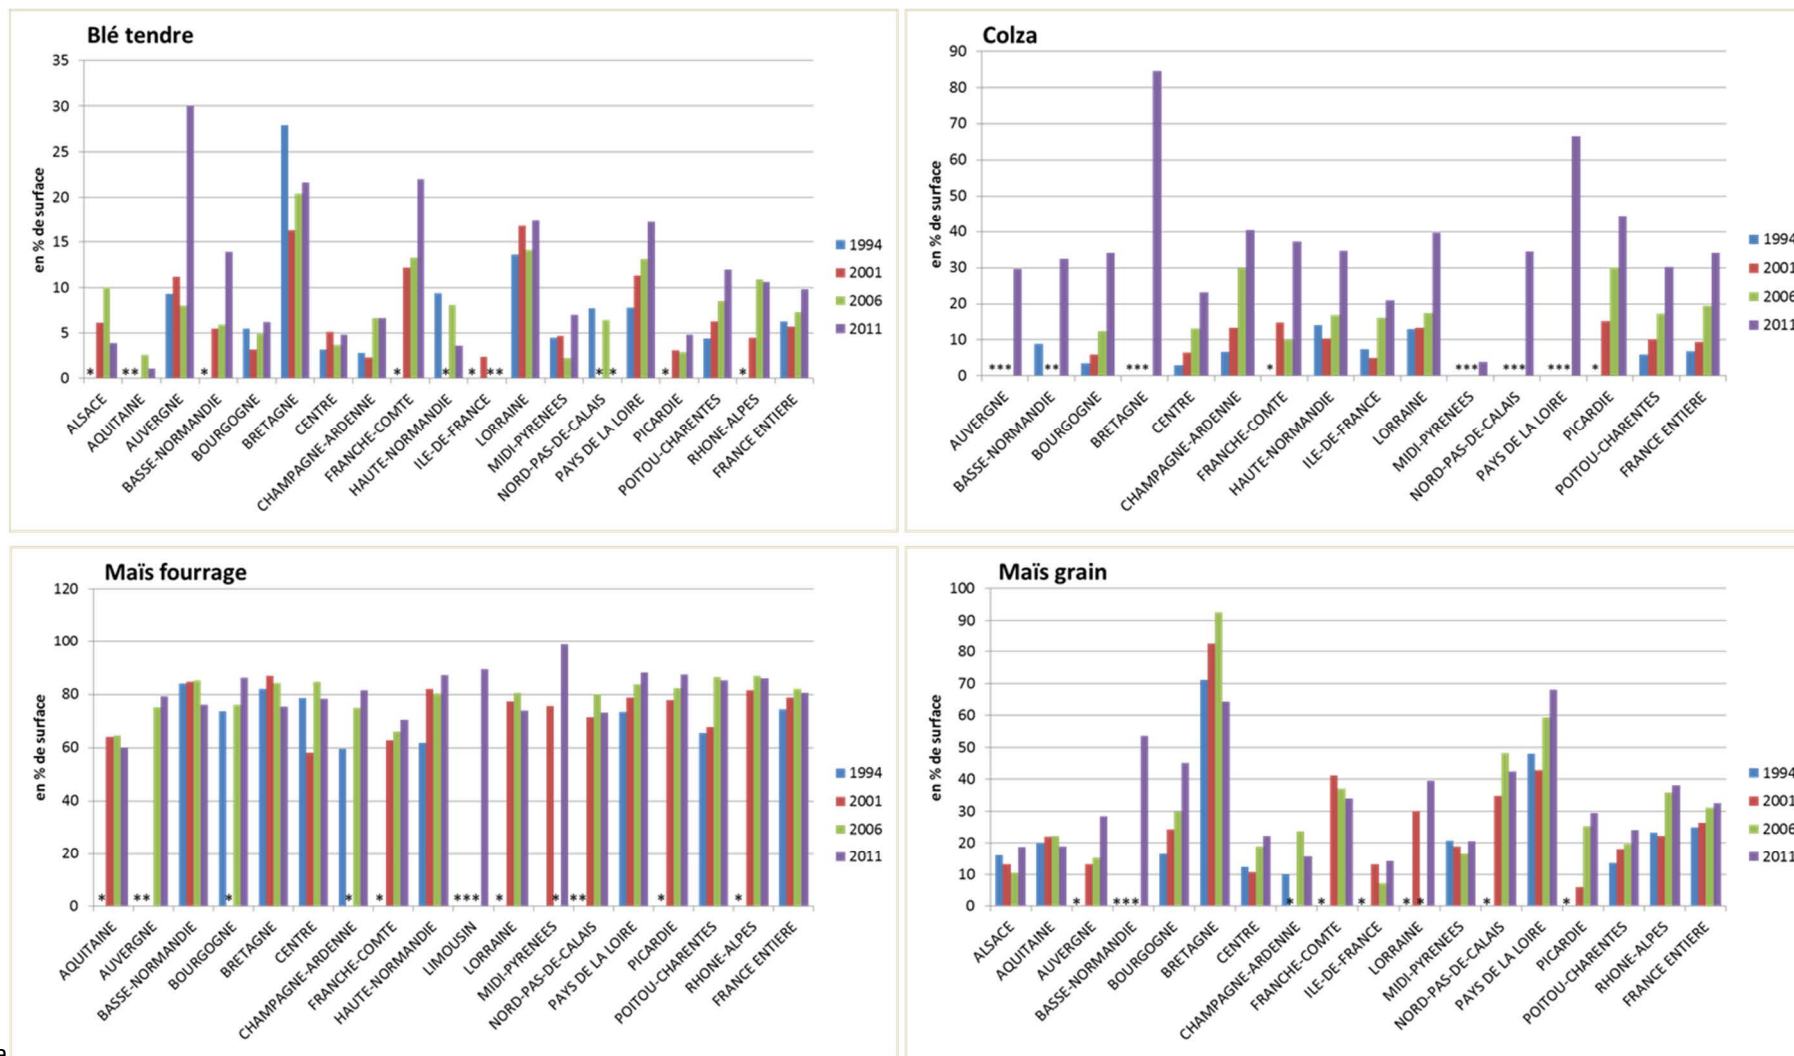 Blé tendre
35
30
25
20
15
10
5
0
en % de surface
* ** * * * * ** * * * *
ALSACE
AQUITAINE
AUVERGNE
BASSE-NORMANDIE
BOURGOGNE
BRETAGNE
CENTRE
CHAMPAGNE-ARDENNE
FRANCHE-COMTE
HAUTE-NORMANDIE
ILE-DE-FRANCE
LORRAINE
MIDI-PYRENEES
NORD-PAS-DE-CALAIS
PAYS DE LA LOIRE
PICARDIE
POITOU-CHARENTES
RHONE-ALPES
FRANCE ENTIERE
1994
2001
2006
2011
Colza
90
80
70
60
50
40
30
20
10
0
en % de surface
*** ** *** * *** *** *** *
AUVERGNE
BASSE-NORMANDIE
BOURGOGNE
BRETAGNE
CENTRE
CHAMPAGNE-ARDENNE
FRANCHE-COMTE
HAUTE-NORMANDIE
ILE-DE-FRANCE
LORRAINE
MIDI-PYRENEES
NORD-PAS-DE-CALAIS
PAYS DE LA LOIRE
PICARDIE
POITOU-CHARENTES
FRANCE ENTIERE
1994
2001
2006
2011
Maïs fourrage
120
100
80
60
40
20
0
en % de surface
* ** * * * *** * * ** * *
AQUITAINE
AUVERGNE
BASSE-NORMANDIE
BOURGOGNE
BRETAGNE
CENTRE
CHAMPAGNE-ARDENNE
FRANCHE-COMTE
HAUTE-NORMANDIE
LIMOUSIN
LORRAINE
MIDI-PYRENEES
NORD-PAS-DE-CALAIS
PAYS DE LA LOIRE
PICARDIE
POITOU-CHARENTES
RHONE-ALPES
FRANCE ENTIERE
1994
2001
2006
2011
Maïs grain
100
90
80
70
60
50
40
30
20
10
0
en % de surface
* *** * * * * * * *
ALSACE
AQUITAINE
AUVERGNE
BASSE-NORMANDIE
BOURGOGNE
BRETAGNE
CENTRE
CHAMPAGNE-ARDENNE
FRANCHE-COMTE
ILE-DE-FRANCE
LORRAINE
MIDI-PYRENEES
NORD-PAS-DE-CALAIS
PAYS DE LA LOIRE
PICARDIE
POITOU-CHARENTES
RHONE-ALPES
FRANCE ENTIERE
1994
2001
2006
2011